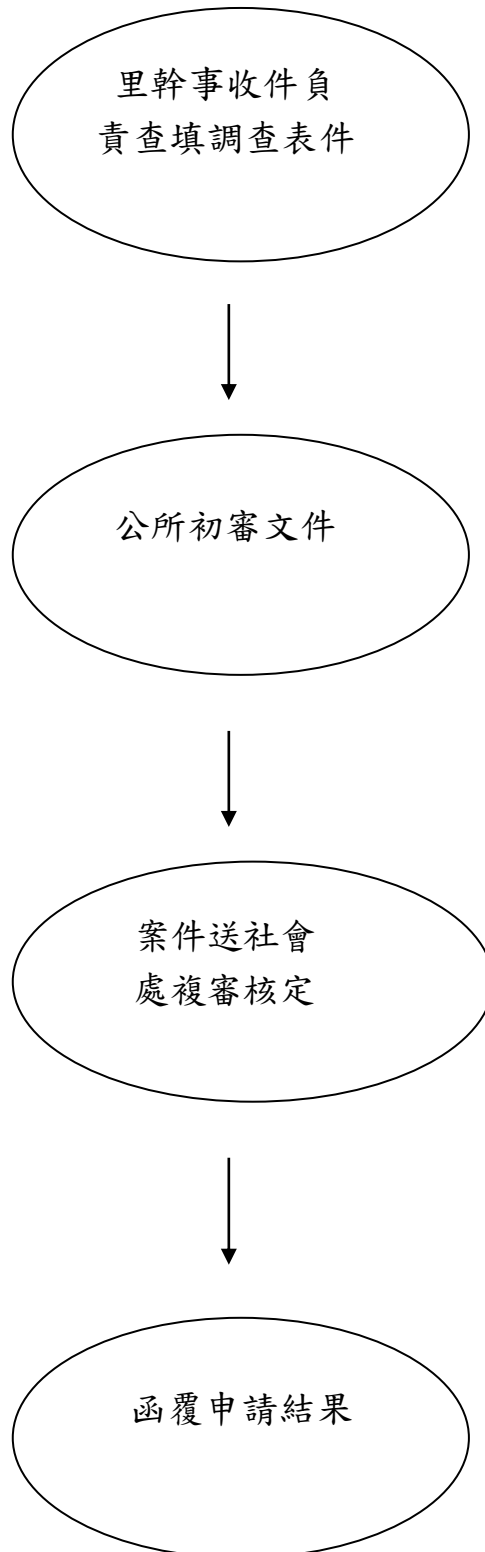 里幹事收件負
責查填調查表件
公所初審文件
案件送社會
處複審核定
函覆申請結果